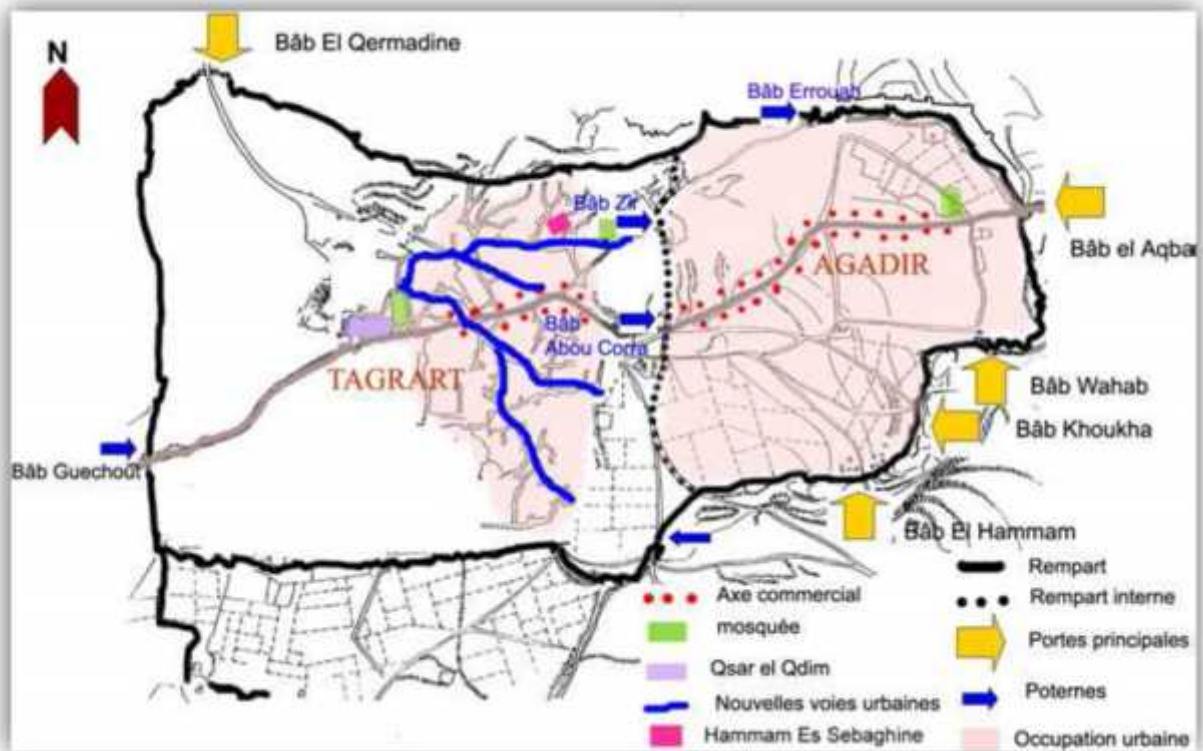 Bâb El Qermadine
N
Bâb Errouah
Bâb Zir
Bâb el Aqba
AGADIR
Bâb
Abou Corra
TAGRART
Bâb Wahab
Bâb Khoukha
Bâb Guechout
Bâb El Hammam
Axe commercial
mosquée
Qsar el Qdim
Nouvelles voies urbaines
Hammam Es Sebaghine
Rempart
Rempart interne
Portes principales
Poternes
Occupation urbaine